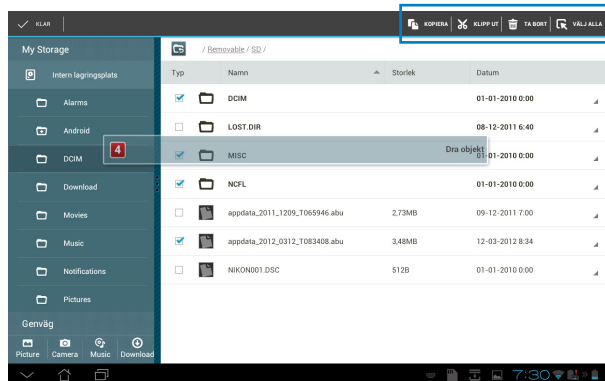 KLAR KOPIERA KLIPP UT TA BORT VÄLJ ALLA
My Storage / Removable / SD /
Intern lagringsplats Typ Namn Storlek Datum
Alarms DCIM 01-01-2010 0:00
Android LOST.DIR 08-12-2011 6:40
4 Dra objekt
DCIM MISC 01-01-2010 0:00
Download NCFL 01-01-2010 0:00
Movies appdata_2011_1209_T065946.abu 2,73MB 09-12-2011 7:00
Music appdata_2012_0312_T083408.abu 3,48MB 12-03-2012 8:34
Notifications NIKON001.DSC 512B 01-01-2010 0:00
Pictures
Genväg
Picture Camera Music Download
7:30